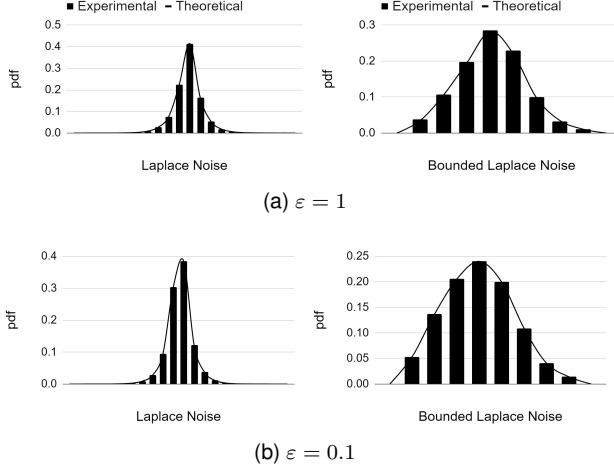 ■ Experimental − Theoretical
■ Experimental − Theoretical
0.5
0.4
0.3
0.2
0.1
0.0
pdf
Laplace Noise
0.3
0.2
0.1
0.0
pdf
Bounded Laplace Noise
(a) ε = 1
0.4
0.3
0.2
0.1
0.0
pdf
Laplace Noise
0.25
0.20
0.15
0.10
0.05
0.00
pdf
Bounded Laplace Noise
(b) ε = 0.1